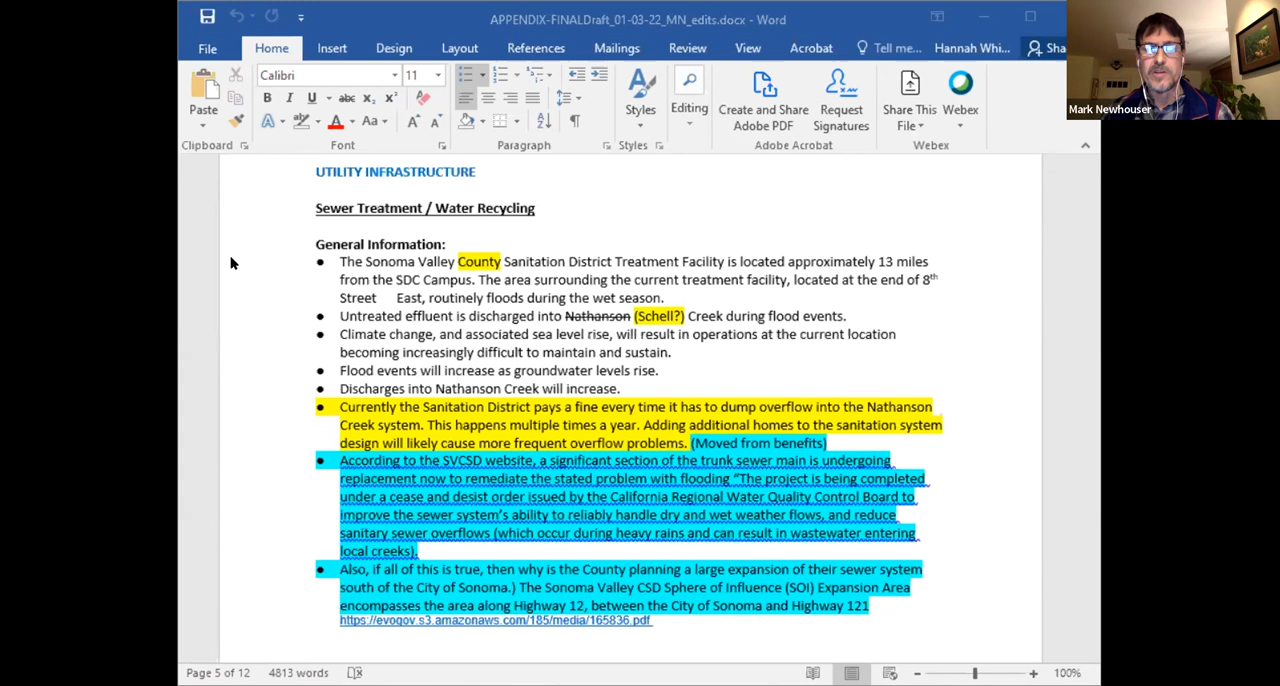 APPENDIX-FINALDraft_01-03-22_MN_edits.docx - Word
File Home Insert Design Layout References Mailings Review View Acrobat Tell me... Hannah Whi... Sha
Calibri 11
Paste
B I U abc X₂ X²
A aby A Aa A A
Styles
Editing
Create and Share
Adobe PDF
Request
Signatures
Share This
File
Webex
Clipboard Font Paragraph Styles Adobe Acrobat Webex
Mark Newhouser
UTILITY INFRASTRUCTURE
Sewer Treatment / Water Recycling
General Information:
● The Sonoma Valley County Sanitation District Treatment Facility is located approximately 13 miles
from the SDC Campus. The area surrounding the current treatment facility, located at the end of 8th
Street East, routinely floods during the wet season.
● Untreated effluent is discharged into Nathanson (Schell?) Creek during flood events.
● Climate change, and associated sea level rise, will result in operations at the current location
becoming increasingly difficult to maintain and sustain.
● Flood events will increase as groundwater levels rise.
● Discharges into Nathanson Creek will increase.
● Currently the Sanitation District pays a fine every time it has to dump overflow into the Nathanson
Creek system. This happens multiple times a year. Adding additional homes to the sanitation system
design will likely cause more frequent overflow problems. (Moved from benefits)
● According to the SVCSD website, a significant section of the trunk sewer main is undergoing
replacement now to remediate the stated problem with flooding “The project is being completed
under a cease and desist order issued by the California Regional Water Quality Control Board to
improve the sewer system’s ability to reliably handle dry and wet weather flows, and reduce
sanitary sewer overflows (which occur during heavy rains and can result in wastewater entering
local creeks).
● Also, if all of this is true, then why is the County planning a large expansion of their sewer system
south of the City of Sonoma.) The Sonoma Valley CSD Sphere of Influence (SOI) Expansion Area
encompasses the area along Highway 12, between the City of Sonoma and Highway 121
https://evogov.s3.amazonaws.com/185/media/165836.pdf
Page 5 of 12 4813 words 100%